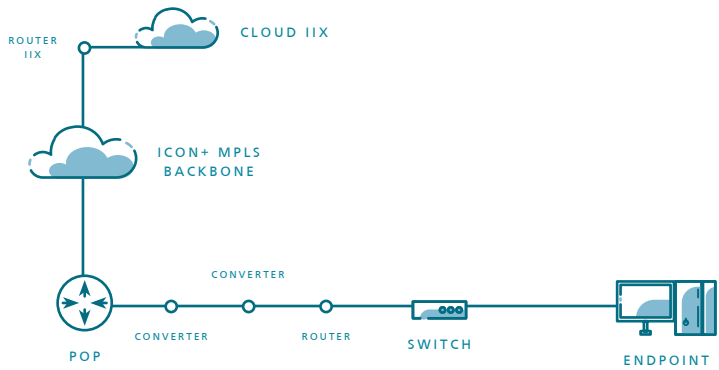 CLOUD IIX
ROUTER
IIX
ICON+ MPLS
BACKBONE
CONVERTER
CONVERTER
ROUTER
SWITCH
POP
ENDPOINT